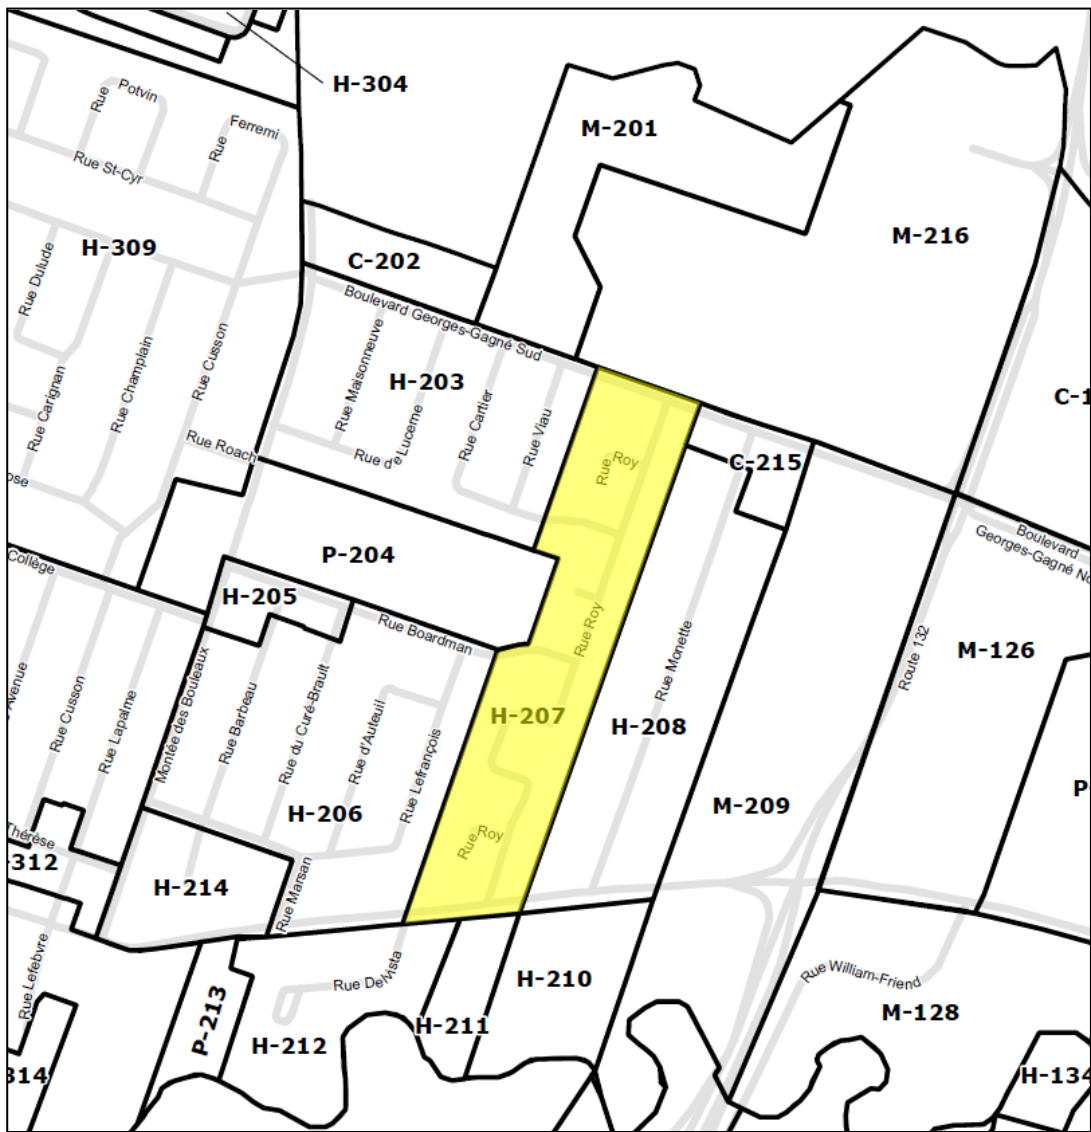 H-304
Rue
Potvin
Rue
Ferremi
M-201
Rue St-Cyr
M-216
H-309
C-202
Rue Dulude
Boulevard Georges-Gagné Sud
Rue Maisonneuve
Rue Champlain
Rue Cusson
H-203
C-1
Rue Carignan
Rue de Lucerne
Rue Cartier
Rue Viau
Rue Roach
Rue Roy
C-215
ose
Boulevard
Georges-Gagné No
Collège
P-204
H-205
Rue Boardman
Rue Roy
Rue Monette
Route 132
M-126
Avenue
Rue Cusson
Rue Lapalme
Montée des Bouleaux
Rue Barbeau
Rue du Curé-Brault
Rue d'Auteuil
Rue Lefrançois
H-207
H-208
P-
M-209
H-206
Thérèse
Rue Roy
-312
H-214
Rue Marsan
Rue Lefebvre
Rue Delvista
H-210
Rue William-Friend
M-128
P-213
H-211
H-212
314
H-134